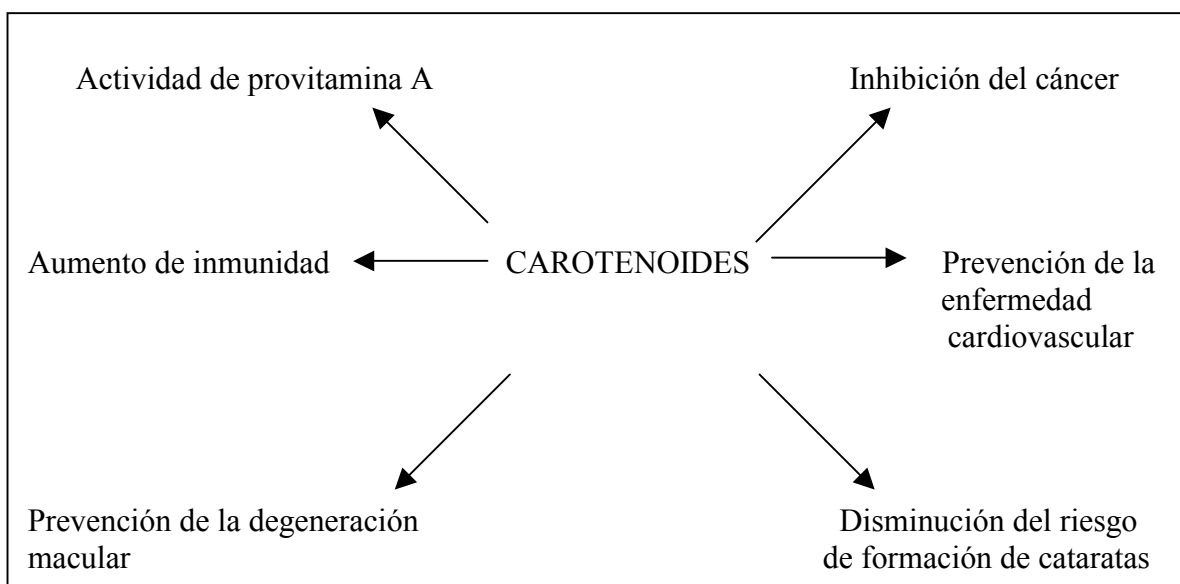 Actividad de provitamina A
Inhibición del cáncer
Aumento de inmunidad
CAROTENOIDES
Prevención de la
enfermedad
cardiovascular
Prevención de la degeneración
macular
Disminución del riesgo
de formación de cataratas